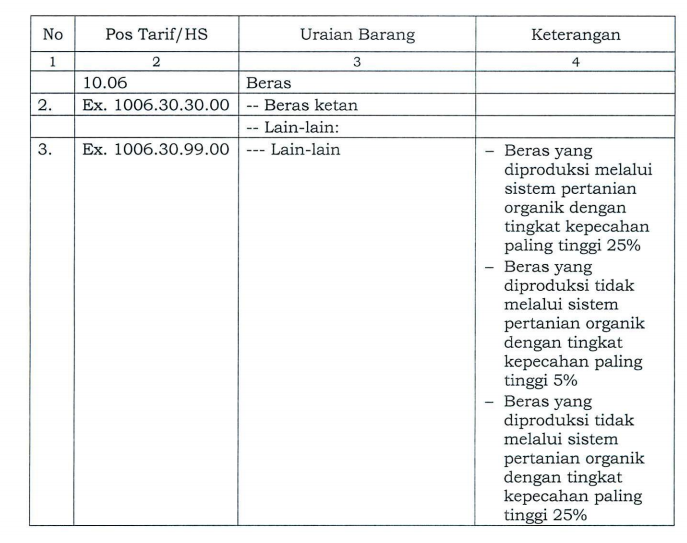 No Pos Tarif/HS Uraian Barang Keterangan
1 2 3 4
10.06 Beras
2. Ex. 1006.30.30.00 -- Beras ketan
-- Lain-lain:
3. Ex. 1006.30.99.00 --- Lain-lain – Beras yang
diproduksi melalui
sistem pertanian
organik dengan
tingkat kepecahan
paling tinggi 25%
– Beras yang
diproduksi tidak
melalui sistem
pertanian organik
dengan tingkat
kepecahan paling
tinggi 5%
– Beras yang
diproduksi tidak
melalui sistem
pertanian organik
dengan tingkat
kepecahan paling
tinggi 25%